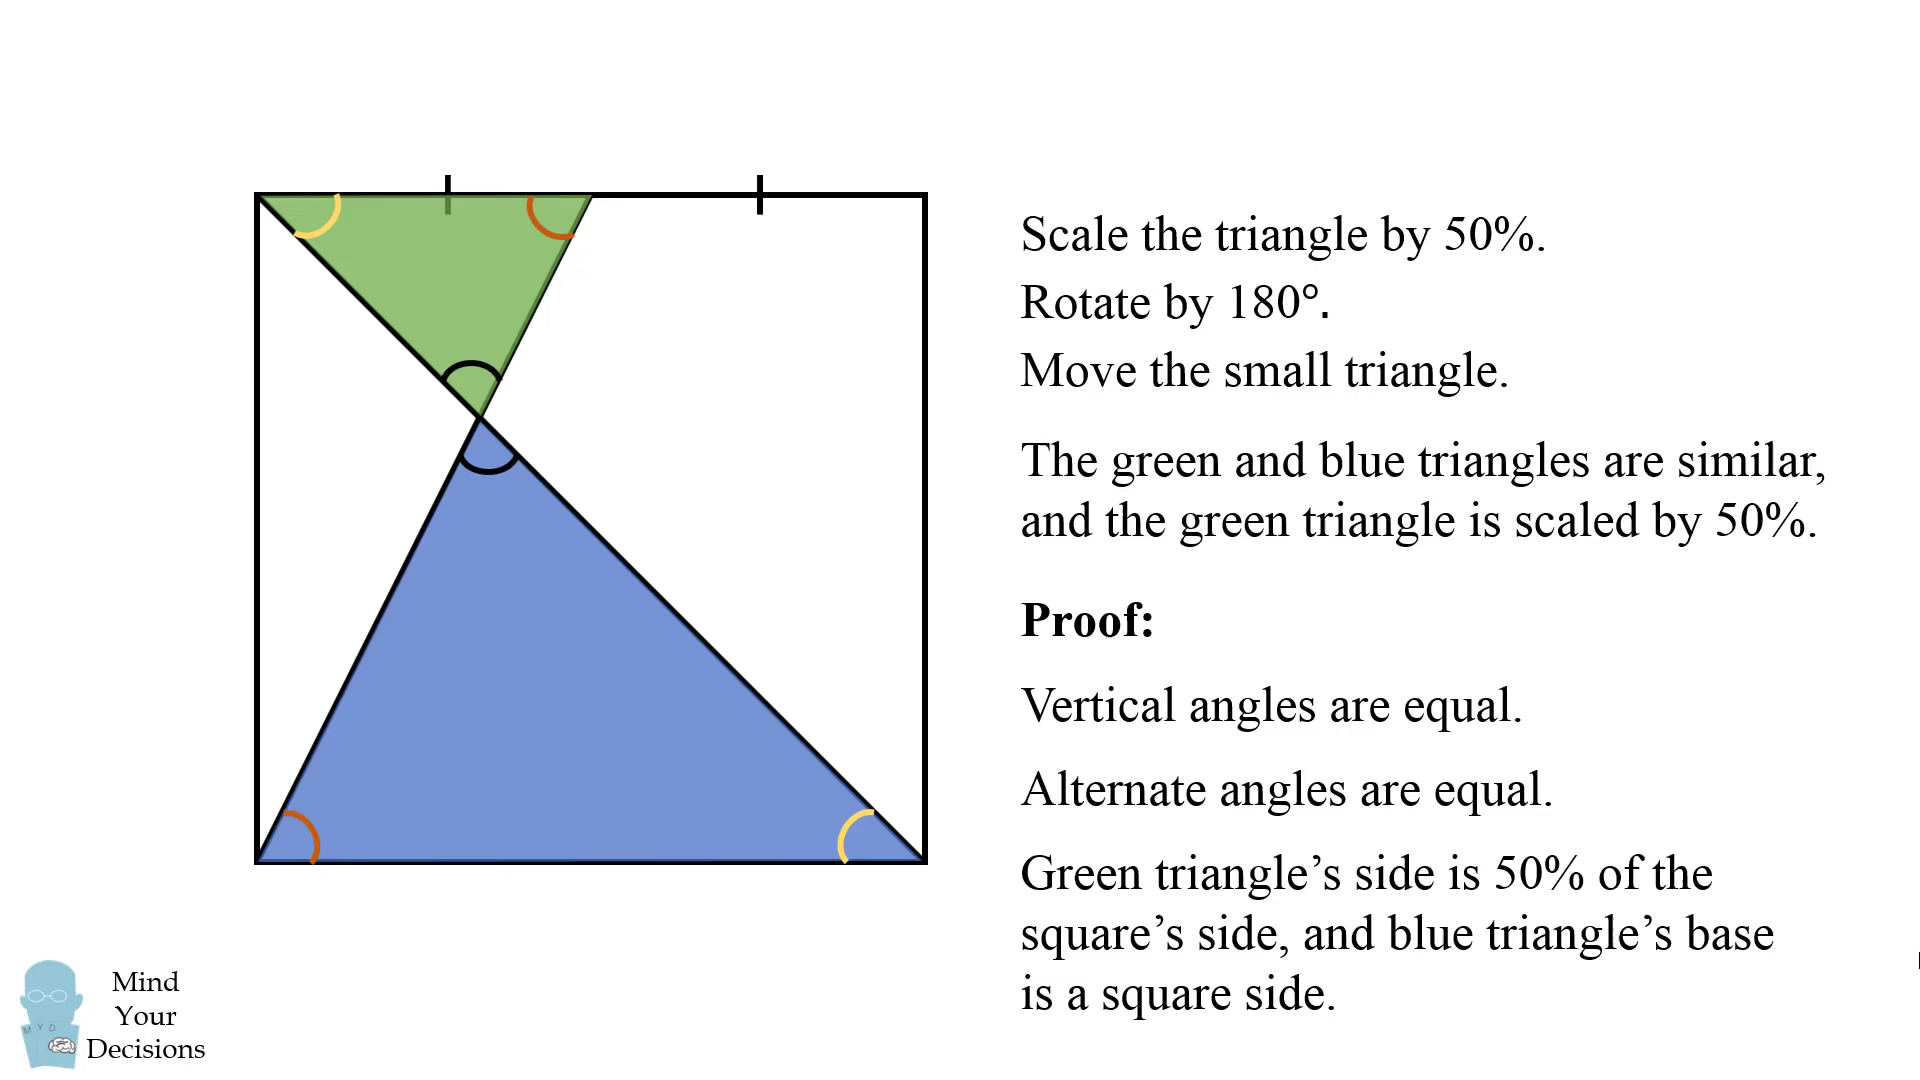 Scale the triangle by 50%.
Rotate by 180°.
Move the small triangle.
The green and blue triangles are similar,
and the green triangle is scaled by 50%.
Proof:
Vertical angles are equal.
Alternate angles are equal.
Green triangle’s side is 50% of the
square’s side, and blue triangle’s base
is a square side.
M Y D
Mind
Your
Decisions